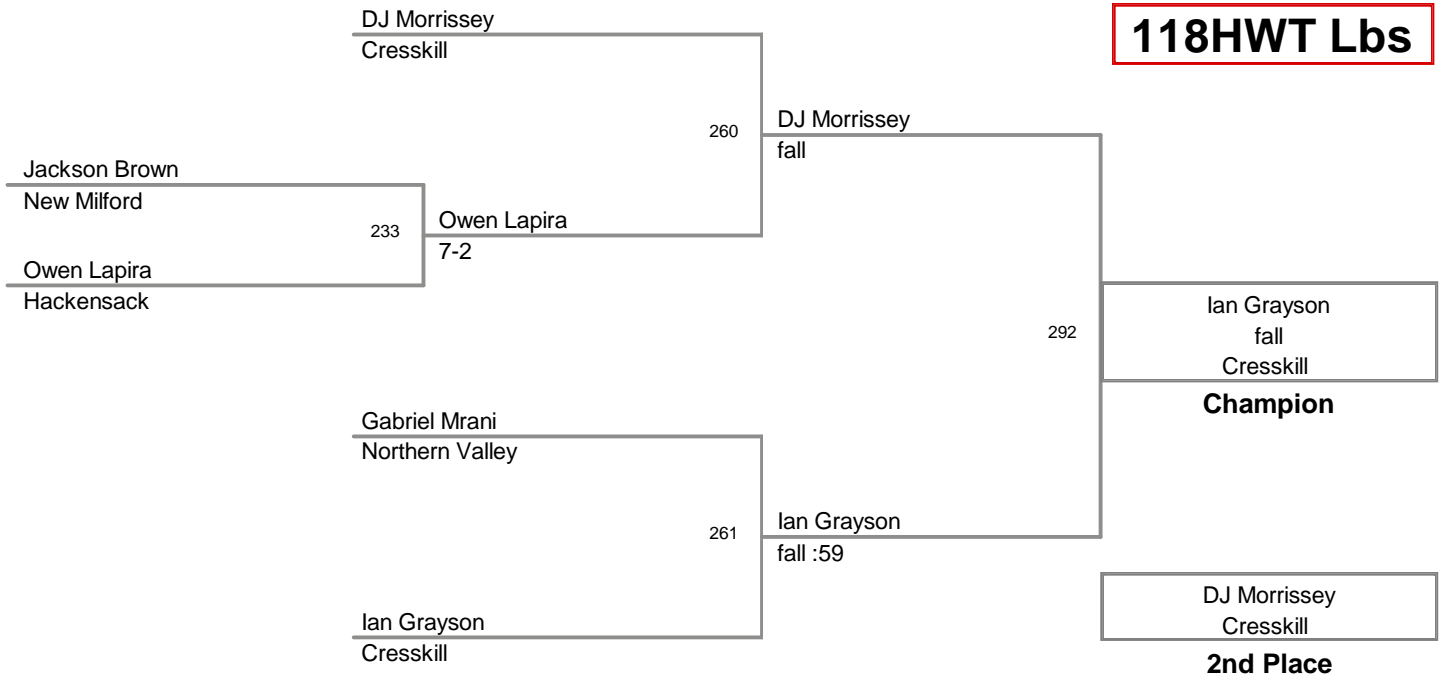 DJ Morrissey
Cresskill
118HWT Lbs
260
DJ Morrissey
fall
Jackson Brown
New Milford
233
Owen Lapira
7-2
Owen Lapira
Hackensack
292
Ian Grayson
fall
Cresskill
Champion
Gabriel Mrani
Northern Valley
261
Ian Grayson
fall :59
Ian Grayson
Cresskill
DJ Morrissey
Cresskill
2nd Place